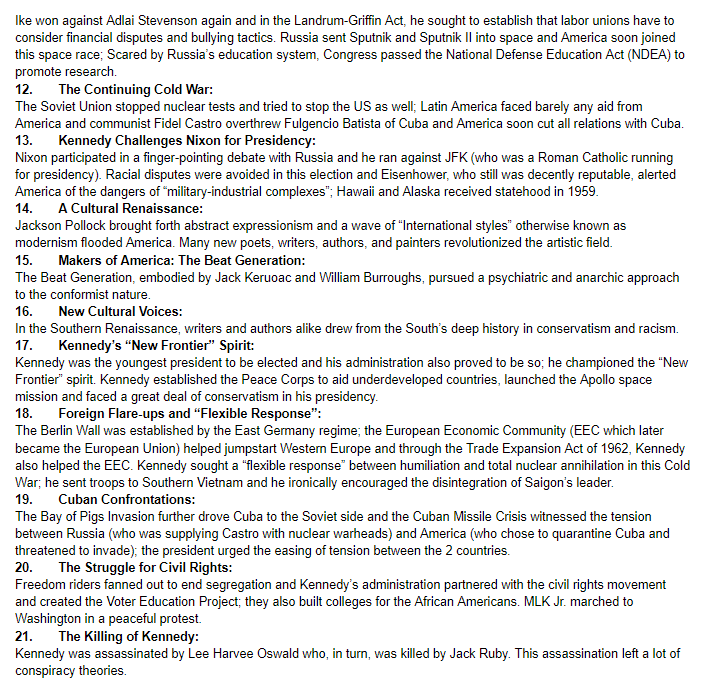 Ike won against Adlai Stevenson again and in the Landrum-Griffin Act, he sought to establish that labor unions have to
consider financial disputes and bullying tactics. Russia sent Sputnik and Sputnik II into space and America soon joined
this space race; Scared by Russia's education system, Congress passed the National Defense Education Act (NDEA) to
promote research.
12. The Continuing Cold War:
The Soviet Union stopped nuclear tests and tried to stop the US as well; Latin America faced barely any aid from
America and communist Fidel Castro overthrew Fulgencio Batista of Cuba and America soon cut all relations with Cuba.
13. Kennedy Challenges Nixon for Presidency:
Nixon participated in a finger-pointing debate with Russia and he ran against JFK (who was a Roman Catholic running
for presidency). Racial disputes were avoided in this election and Eisenhower, who still was decently reputable, alerted
America of the dangers of “military-industrial complexes”; Hawaii and Alaska received statehood in 1959.
14. A Cultural Renaissance:
Jackson Pollock brought forth abstract expressionism and a wave of “International styles” otherwise known as
modernism flooded America. Many new poets, writers, authors, and painters revolutionized the artistic field.
15. Makers of America: The Beat Generation:
The Beat Generation, embodied by Jack Keruoac and William Burroughs, pursued a psychiatric and anarchic approach
to the conformist nature.
16. New Cultural Voices:
In the Southern Renaissance, writers and authors alike drew from the South's deep history in conservatism and racism.
17. Kennedy's “New Frontier” Spirit:
Kennedy was the youngest president to be elected and his administration also proved to be so; he championed the “New
Frontier” spirit. Kennedy established the Peace Corps to aid underdeveloped countries, launched the Apollo space
mission and faced a great deal of conservatism in his presidency.
18. Foreign Flare-ups and “Flexible Response”:
The Berlin Wall was established by the East Germany regime; the European Economic Community (EEC which later
became the European Union) helped jumpstart Western Europe and through the Trade Expansion Act of 1962, Kennedy
also helped the EEC. Kennedy sought a “flexible response” between humiliation and total nuclear annihilation in this Cold
War; he sent troops to Southern Vietnam and he ironically encouraged the disintegration of Saigon's leader.
19. Cuban Confrontations:
The Bay of Pigs Invasion further drove Cuba to the Soviet side and the Cuban Missile Crisis witnessed the tension
between Russia (who was supplying Castro with nuclear warheads) and America (who chose to quarantine Cuba and
threatened to invade); the president urged the easing of tension between the 2 countries.
20. The Struggle for Civil Rights:
Freedom riders fanned out to end segregation and Kennedy's administration partnered with the civil rights movement
and created the Voter Education Project; they also built colleges for the African Americans. MLK Jr. marched to
Washington in a peaceful protest.
21. The Killing of Kennedy:
Kennedy was assassinated by Lee Harvee Oswald who, in turn, was killed by Jack Ruby. This assassination left a lot of
conspiracy theories.